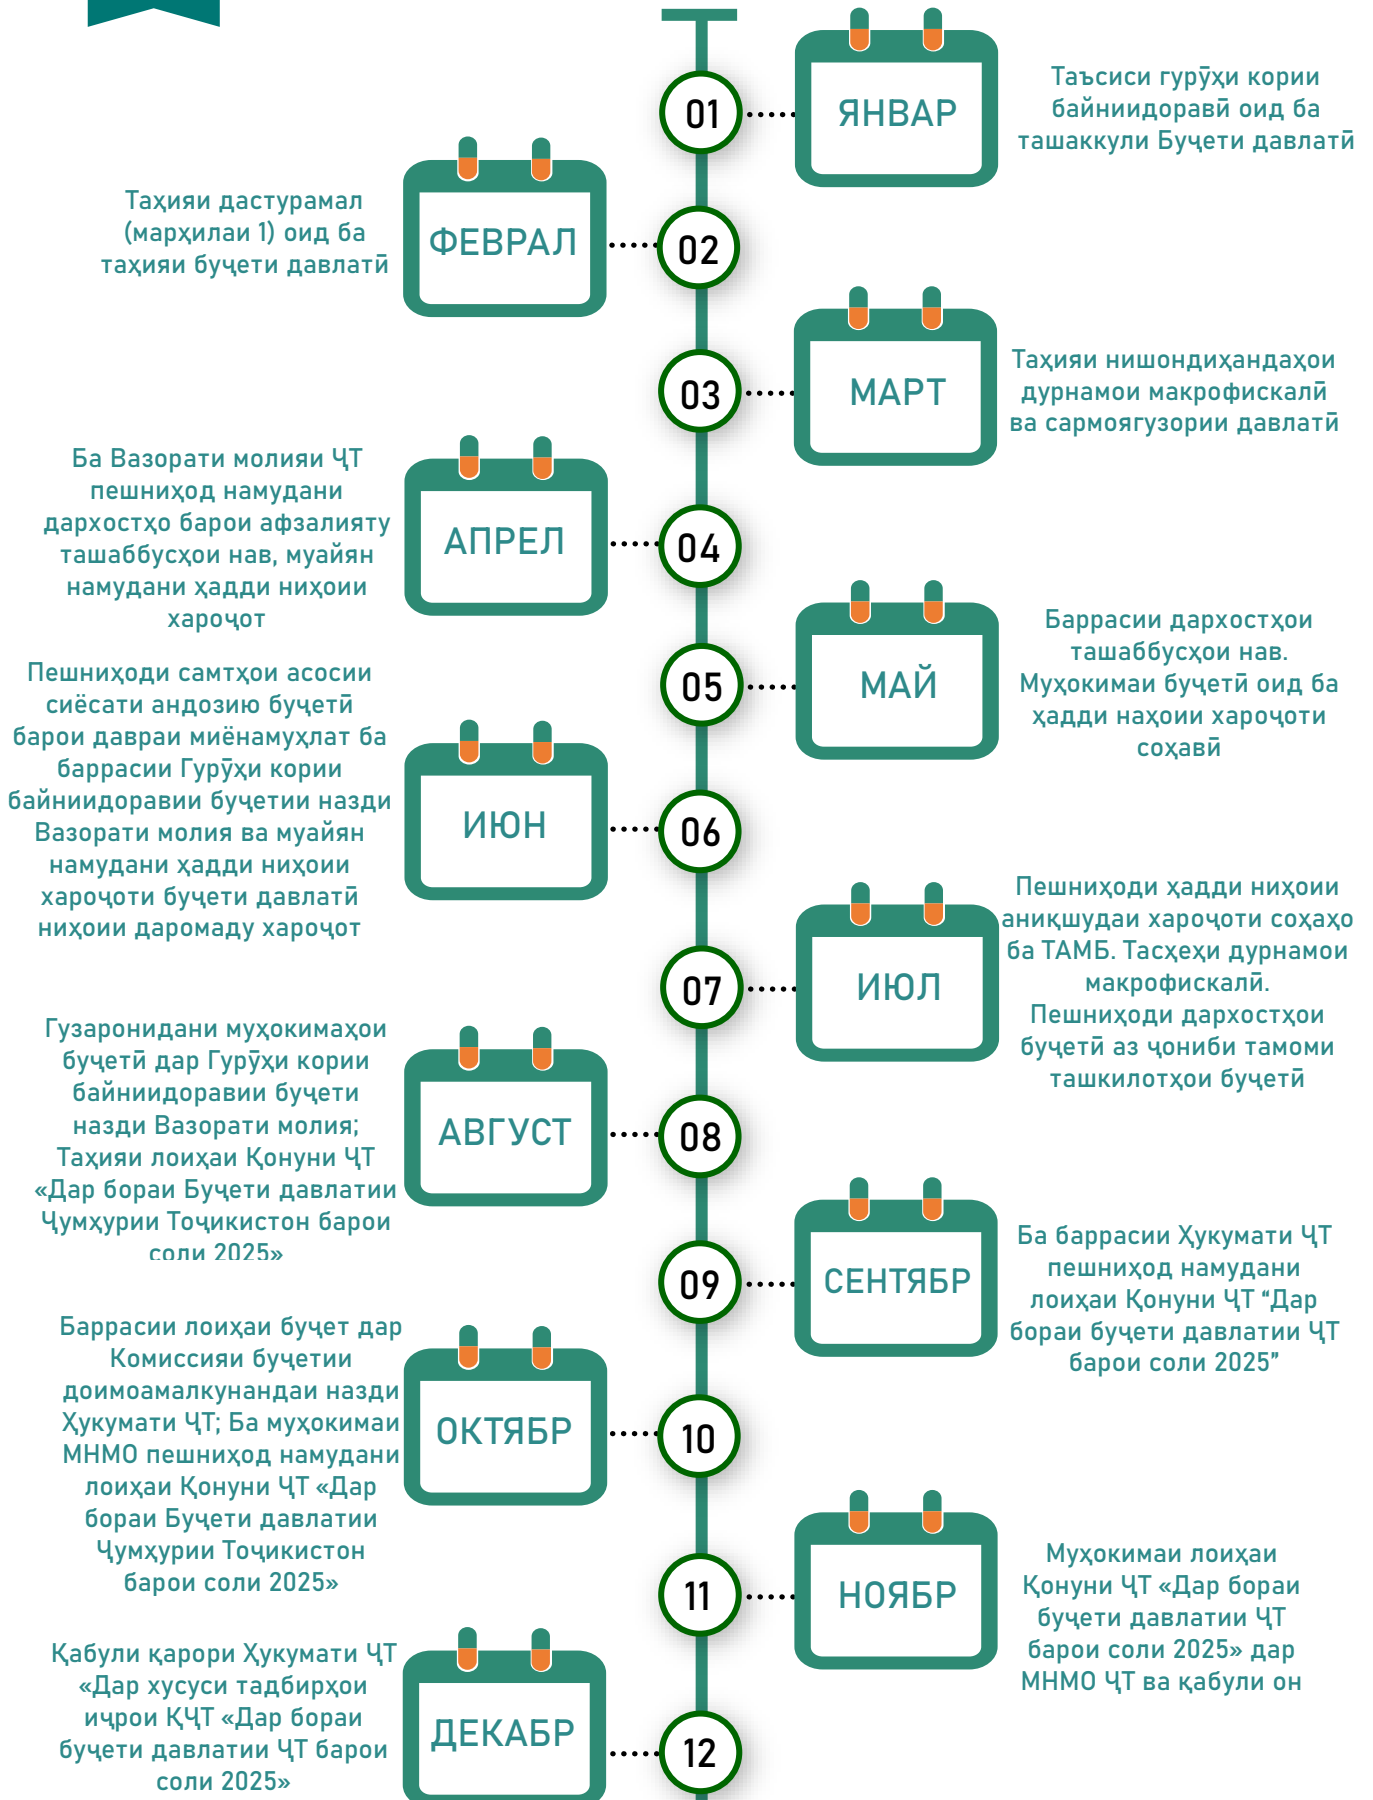 01
ЯНВАР
Таъсиси гурӯҳи кории
байниидоравӣ оид ба
ташаккули Буҷети давлатӣ
Таҳияи дастурамал
(марҳилаи 1) оид ба
таҳияи буҷети давлатӣ
ФЕВРАЛ
02
03
МАРТ
Таҳияи нишондиҳандаҳои
дурнамои макрофискалӣ
ва сармоягузории давлатӣ
Ба Вазорати молияи ҶТ
пешниҳод намудани
дархостҳо барои афзалияту
ташаббусҳои нав, муайян
намудани ҳадди ниҳоии
хароҷот
АПРЕЛ
04
05
МАЙ
Баррасии дархостҳои
ташаббусҳои нав.
Муҳокимаи буҷетӣ оид ба
ҳадди наҳоии хароҷоти
соҳавӣ
Пешниҳоди самтҳои асосии
сиёсати андозию буҷетӣ
барои давраи миёнамуҳлат ба
баррасии Гурӯҳи кории
байниидоравии буҷетии назди
Вазорати молия ва муайян
намудани ҳадди ниҳоии
хароҷоти буҷети давлатӣ
ниҳоии даромаду хароҷот
ИЮН
06
07
ИЮЛ
Пешниҳоди ҳадди ниҳоии
аниқшудаи хароҷоти соҳаҳо
ба ТАМБ. Тасҳеҳи дурнамои
макрофискалӣ.
Пешниҳоди дархостҳои
буҷетӣ аз ҷониби тамоми
ташкилотҳои буҷетӣ
Гузаронидани муҳокимаҳои
буҷетӣ дар Гурӯҳи кории
байниидоравии буҷети
назди Вазорати молия;
Таҳияи лоиҳаи Қонуни ҶТ
«Дар бораи Буҷети давлатии
Ҷумҳурии Тоҷикистон барои
соли 2025»
АВГУСТ
08
09
СЕНТЯБР
Ба баррасии Ҳукумати ҶТ
пешниҳод намудани
лоиҳаи Қонуни ҶТ “Дар
бораи буҷети давлатии ҶТ
барои соли 2025”
Баррасии лоиҳаи буҷет дар
Комиссияи буҷетии
доимоамалкунандаи назди
Ҳукумати ҶТ; Ба муҳокимаи
МНМО пешниҳод намудани
лоиҳаи Қонуни ҶТ «Дар
бораи Буҷети давлатии
Ҷумҳурии Тоҷикистон
барои соли 2025»
ОКТЯБР
10
11
НОЯБР
Муҳокимаи лоиҳаи
Қонуни ҶТ «Дар бораи
буҷети давлатии ҶТ
барои соли 2025» дар
МНМО ҶТ ва қабули он
Қабули қарори Ҳукумати ҶТ
«Дар хусуси тадбирҳои
иҷрои ҚҶТ «Дар бораи
буҷети давлатии ҶТ барои
соли 2025»
ДЕКАБР
12